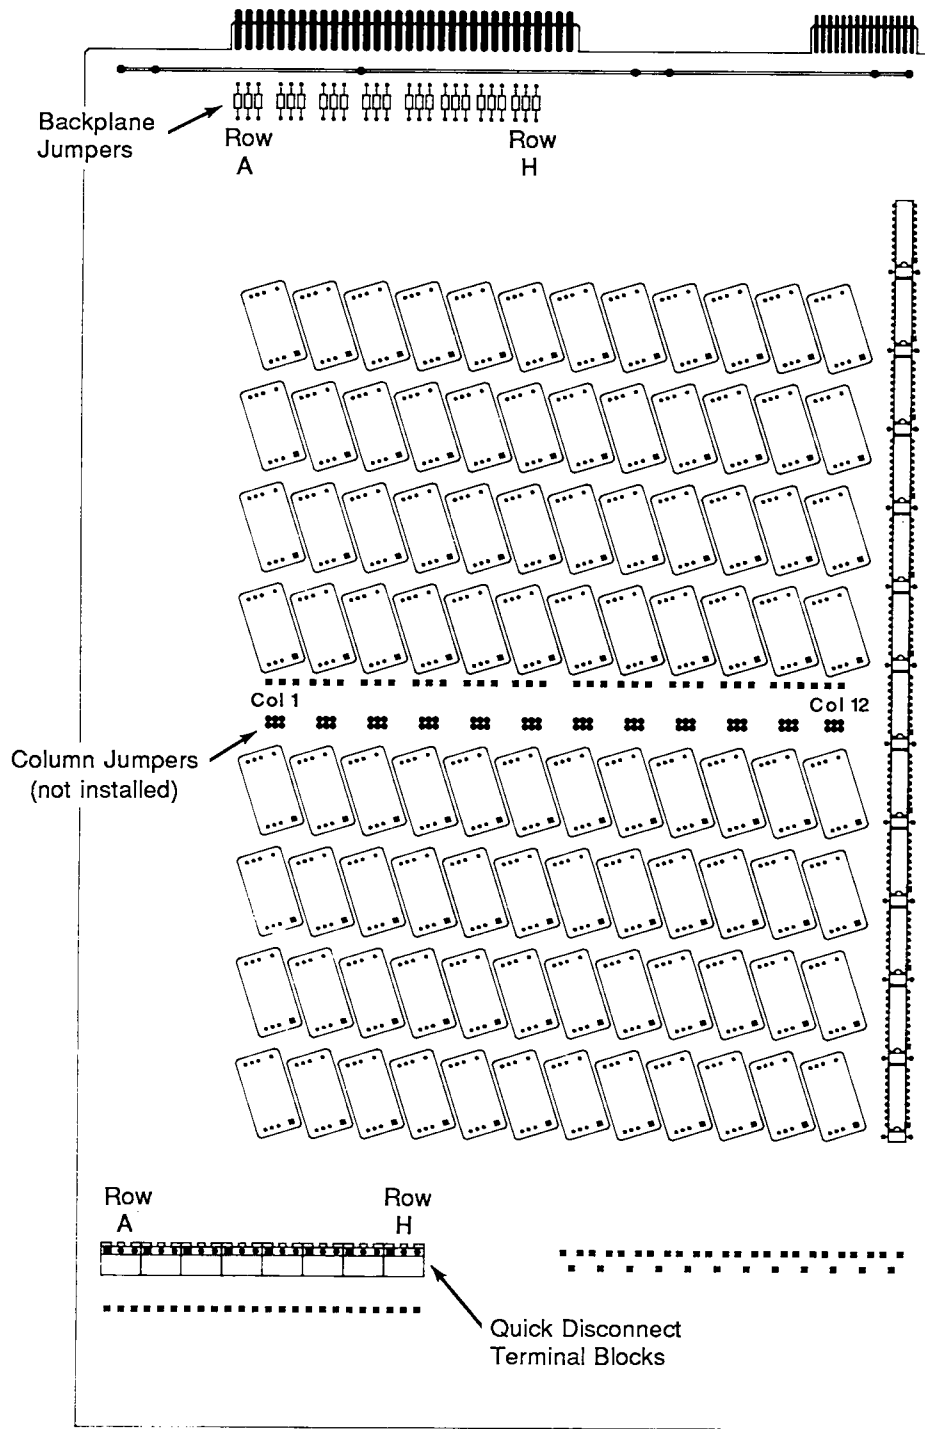 Backplane
Jumpers
Row
A
Row
H
Col 1
Col 12
Column Jumpers
(not installed)
Row
A
Row
H
Quick Disconnect
Terminal Blocks